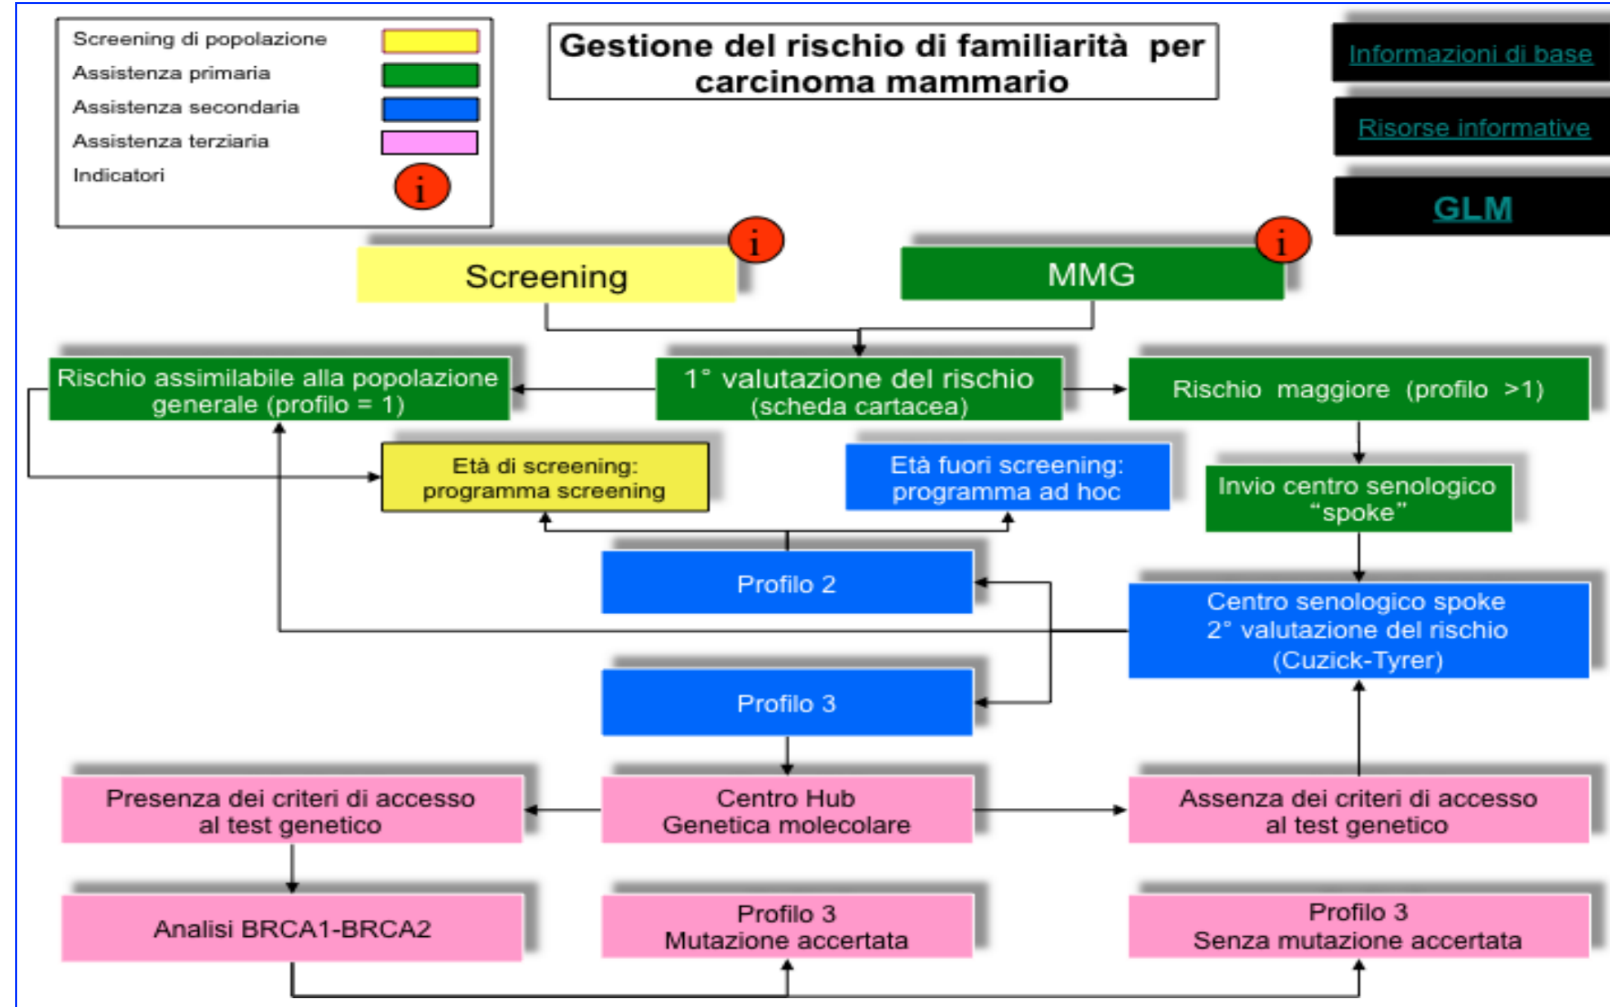 Screening di popolazione
Assistenza primaria
Assistenza secondaria
Assistenza terziaria
Indicatori
i
Gestione del rischio di familiarità per
carcinoma mammario
Informazioni di base
Risorse informative
GLM
Screening
i
MMG
i
Rischio assimilabile alla popolazione
generale (profilo = 1)
1° valutazione del rischio
(scheda cartacea)
Rischio maggiore (profilo >1)
Età di screening:
programma screening
Età fuori screening:
programma ad hoc
Invio centro senologico
“spoke”
Profilo 2
Centro senologico spoke
2° valutazione del rischio
(Cuzick-Tyrer)
Profilo 3
Presenza dei criteri di accesso
al test genetico
Centro Hub
Genetica molecolare
Assenza dei criteri di accesso
al test genetico
Analisi BRCA1-BRCA2
Profilo 3
Mutazione accertata
Profilo 3
Senza mutazione accertata